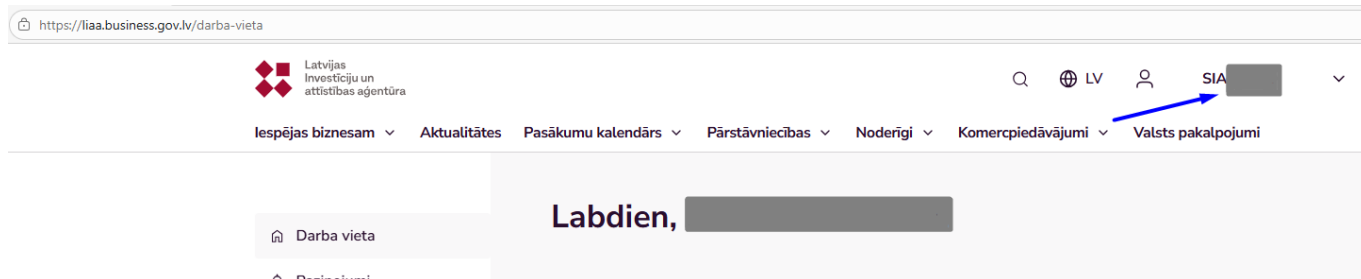 https://liaa.business.gov.lv/darba-vieta
Latvijas
Investīciju un
attīstības aģentūra
LV
SIA
Iespējas biznesam
Aktualitātes
Pasākumu kalendārs
Pārstāvniecības
Noderīgi
Komercpiedāvājumi
Valsts pakalpojumi
Labdien,
Darba vieta